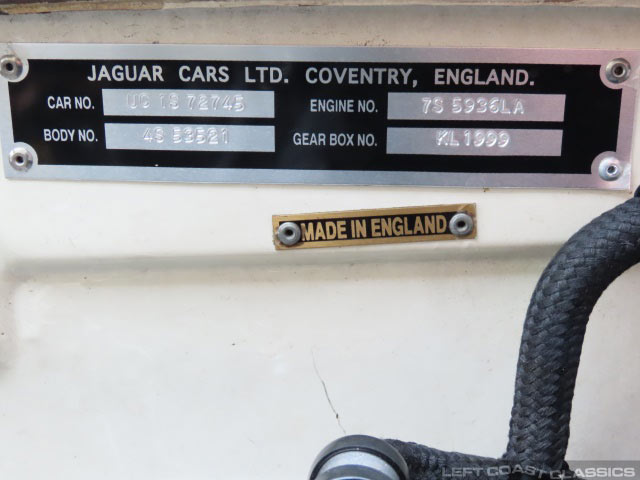 JAGUAR CARS LTD. COVENTRY, ENGLAND.
CAR NO. UC 1S 72745 ENGINE NO. 7S 5936LA
BODY NO. 4S 53521 GEAR BOX NO. KL1999
MADE IN ENGLAND
LEFT COAST CLASSICS